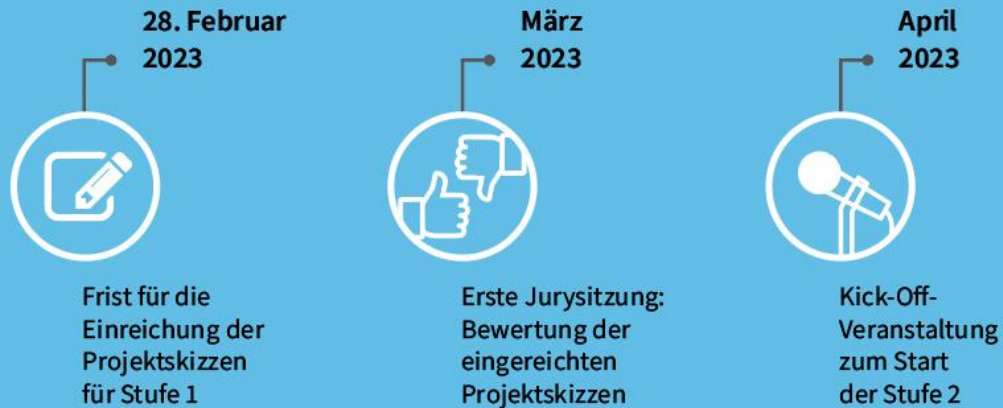 28. Februar
2023
März
2023
April
2023
Frist für die
Einreichung der
Projektskizzen
für Stufe 1
Erste Jurysitzung:
Bewertung der
eingereichten
Projektskizzen
Kick-Off-
Veranstaltung
zum Start
der Stufe 2